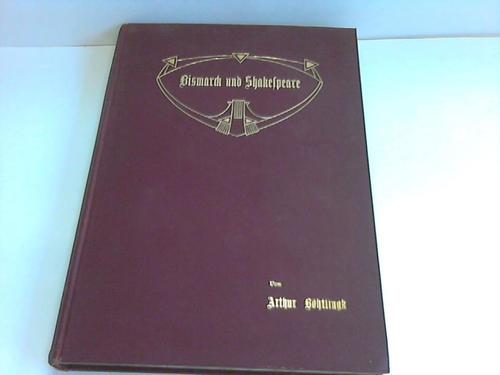 Bismarck und Shakeſpeare
Von
Arthur Böhtlingk